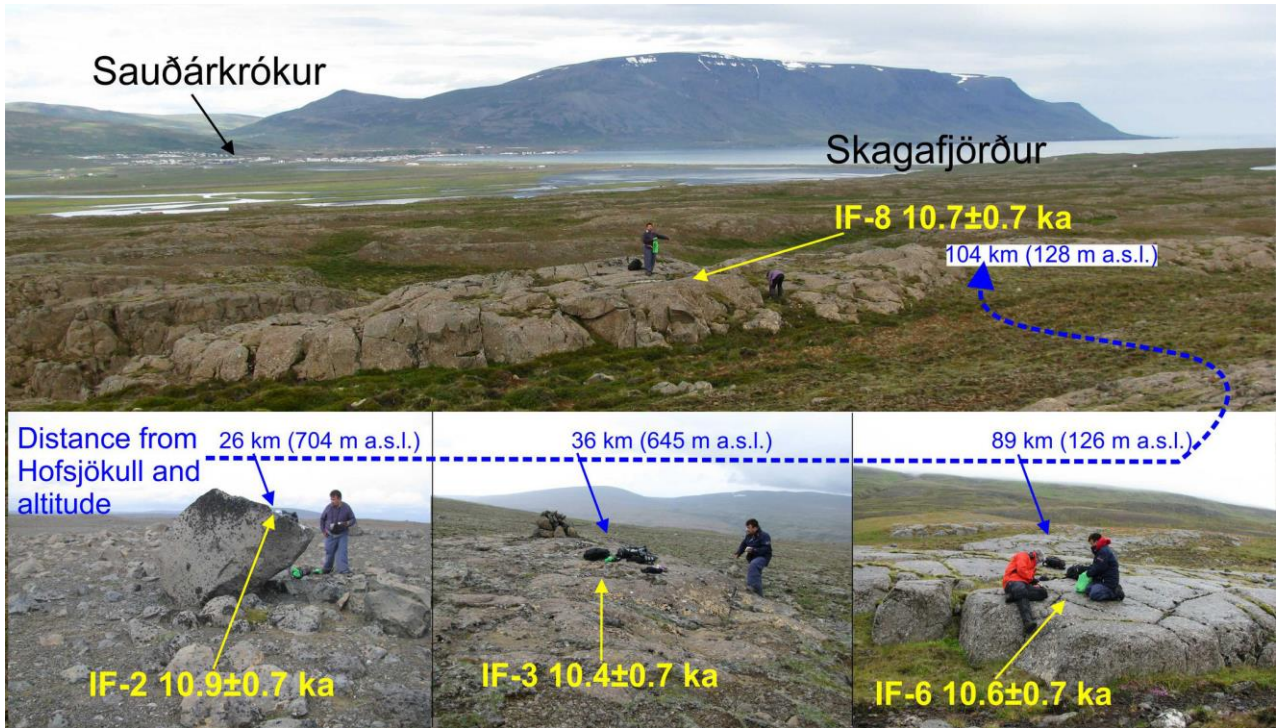 Sauðárkrókur
Skagafjörður
IF-8 10.7±0.7 ka
104 km (128 m a.s.l.)
Distance from
Hofsjökull and
altitude
26 km (704 m a.s.l.)
36 km (645 m a.s.l.)
89 km (126 m a.s.l.)
IF-2 10.9±0.7 ka
IF-3 10.4±0.7 ka
IF-6 10.6±0.7 ka